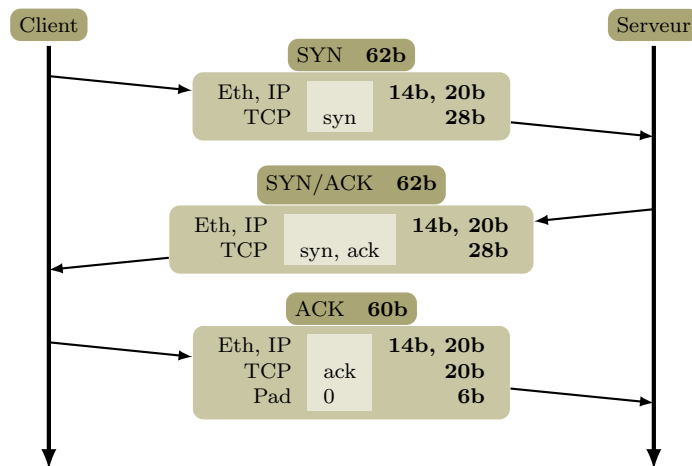 Client
Serveur
SYN 62b
Eth, IP 14b, 20b
TCP syn 28b
SYN/ACK 62b
Eth, IP 14b, 20b
TCP syn, ack 28b
ACK 60b
Eth, IP 14b, 20b
TCP ack 20b
Pad 0 6b